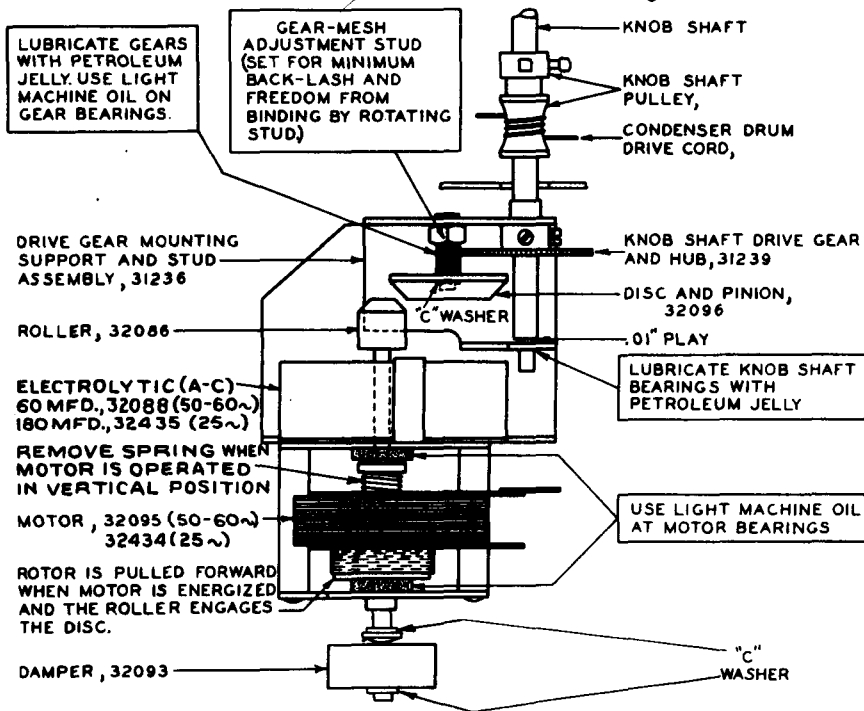 LUBRICATE GEARS
WITH PETROLEUM
JELLY. USE LIGHT
MACHINE OIL ON
GEAR BEARINGS.
GEAR-MESH
ADJUSTMENT STUD
(SET FOR MINIMUM
BACK-LASH AND
FREEDOM FROM
BINDING BY ROTATING
STUD.)
KNOB SHAFT
KNOB SHAFT
PULLEY,
CONDENSER DRUM
DRIVE CORD,
DRIVE GEAR MOUNTING
SUPPORT AND STUD
ASSEMBLY, 31236
KNOB SHAFT DRIVE GEAR
AND HUB, 31239
"C" WASHER
DISC AND PINION,
32096
ROLLER, 32086
.01" PLAY
LUBRICATE KNOB SHAFT
BEARINGS WITH
PETROLEUM JELLY
ELECTROLYTIC (A-C)
60 MFD., 32088 (50-60~)
180 MFD., 32435 (25~)
REMOVE SPRING WHEN
MOTOR IS OPERATED
IN VERTICAL POSITION
MOTOR, 32095 (50-60~)
32434 (25~)
USE LIGHT MACHINE OIL
AT MOTOR BEARINGS
ROTOR IS PULLED FORWARD
WHEN MOTOR IS ENERGIZED
AND THE ROLLER ENGAGES
THE DISC.
DAMPER, 32093
"C"
WASHER